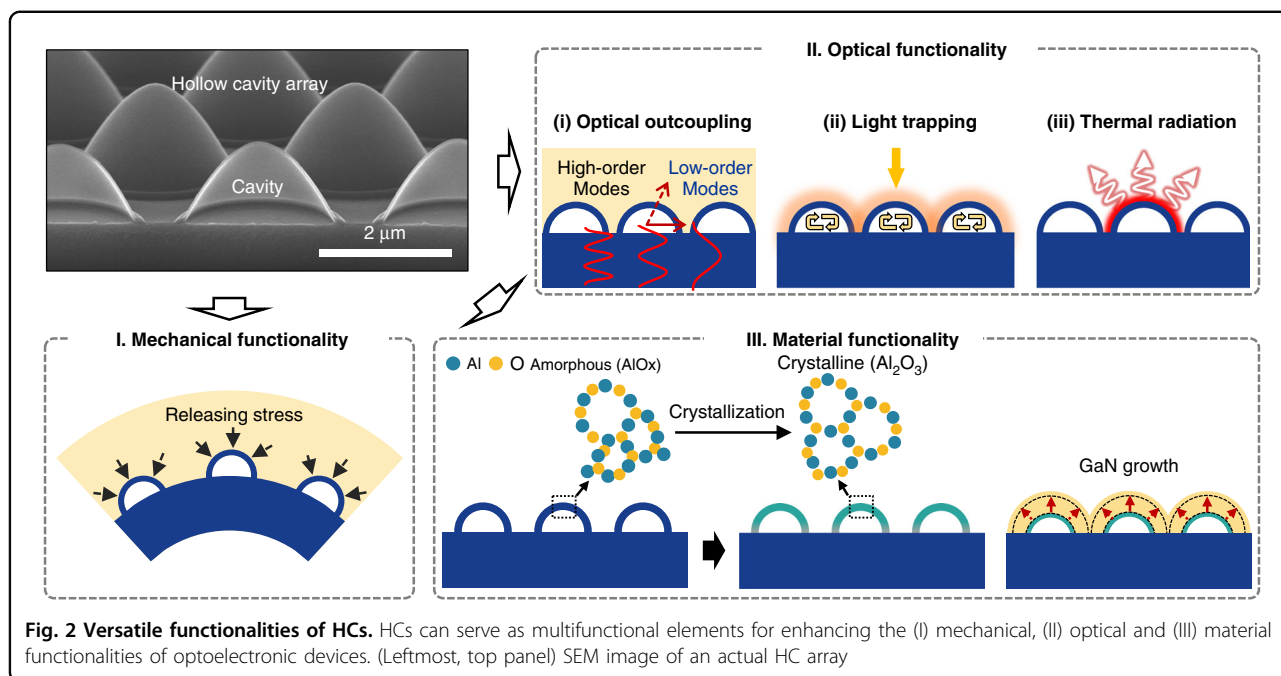 Hollow cavity array
Cavity
2 μm
II. Optical functionality
(i) Optical outcoupling
(ii) Light trapping
(iii) Thermal radiation
High-order
Modes
Low-order
Modes
I. Mechanical functionality
Releasing stress
III. Material functionality
Al O Amorphous (AlOx)
Crystalline (Al₂O₃)
Crystallization
GaN growth
Fig. 2 Versatile functionalities of HCs. HCs can serve as multifunctional elements for enhancing the (I) mechanical, (II) optical and (III) material
functionalities of optoelectronic devices. (Leftmost, top panel) SEM image of an actual HC array